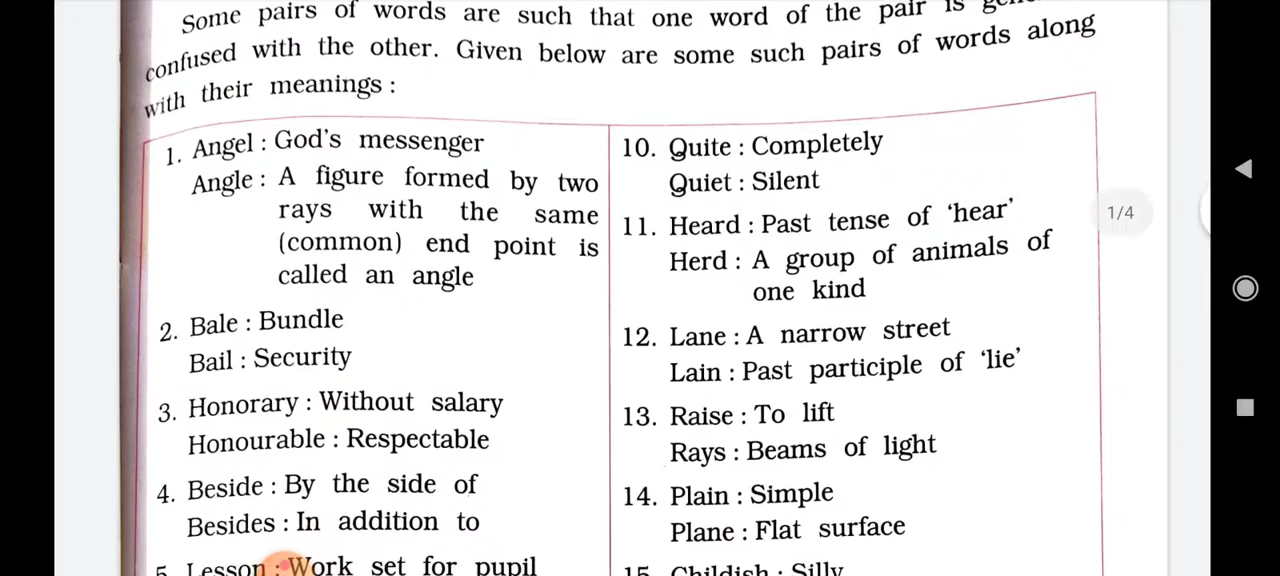 Some pairs of words are such that one word of the pair is
confused with the other. Given below are some such pairs of words along
with their meanings :
1. Angel : God's messenger
Angle : A figure formed by two
rays with the same
(common) end point is
called an angle
2. Bale : Bundle
Bail : Security
3. Honorary : Without salary
Honourable : Respectable
4. Beside : By the side of
Besides : In addition to
5. Lesson : Work set for pupil
10. Quite : Completely
Quiet : Silent
11. Heard : Past tense of 'hear'
Herd : A group of animals of
one kind
12. Lane : A narrow street
Lain : Past participle of 'lie'
13. Raise : To lift
Rays : Beams of light
14. Plain : Simple
Plane : Flat surface
15. Childish : Silly
1/4